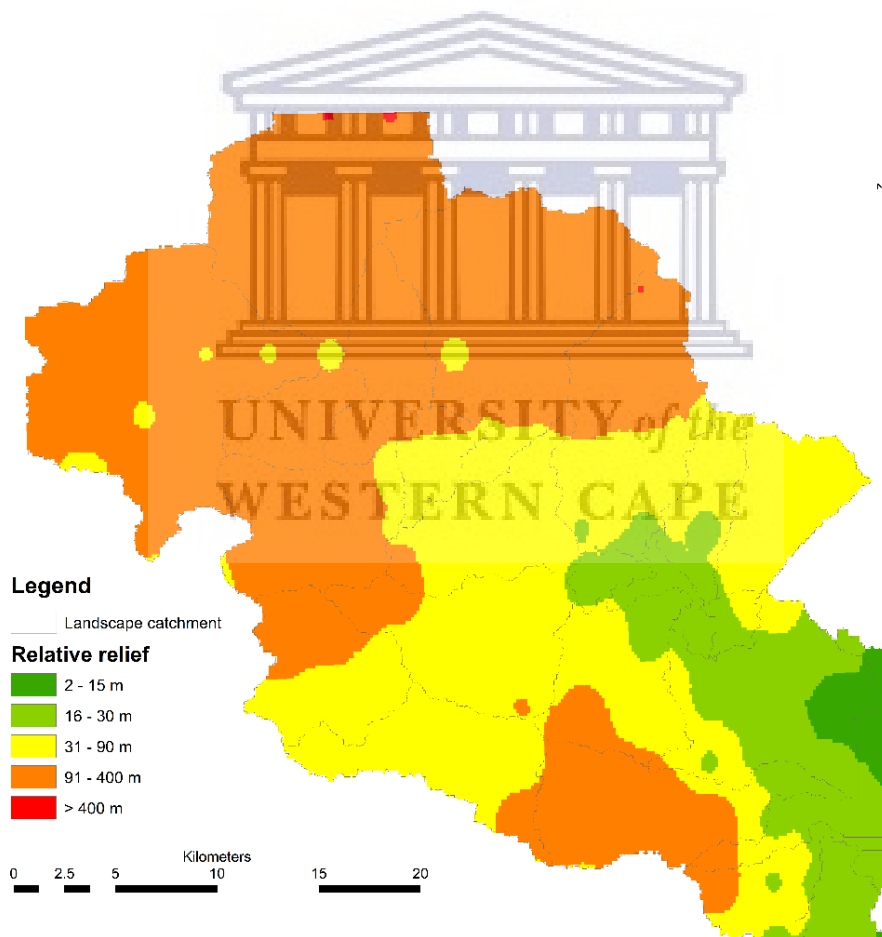 UNIVERSITY of the
WESTERN CAPE
Legend
Landscape catchment
Relative relief
2 - 15 m
16 - 30 m
31 - 90 m
91 - 400 m
> 400 m
Kilometers
0 2.5 5 10 15 20